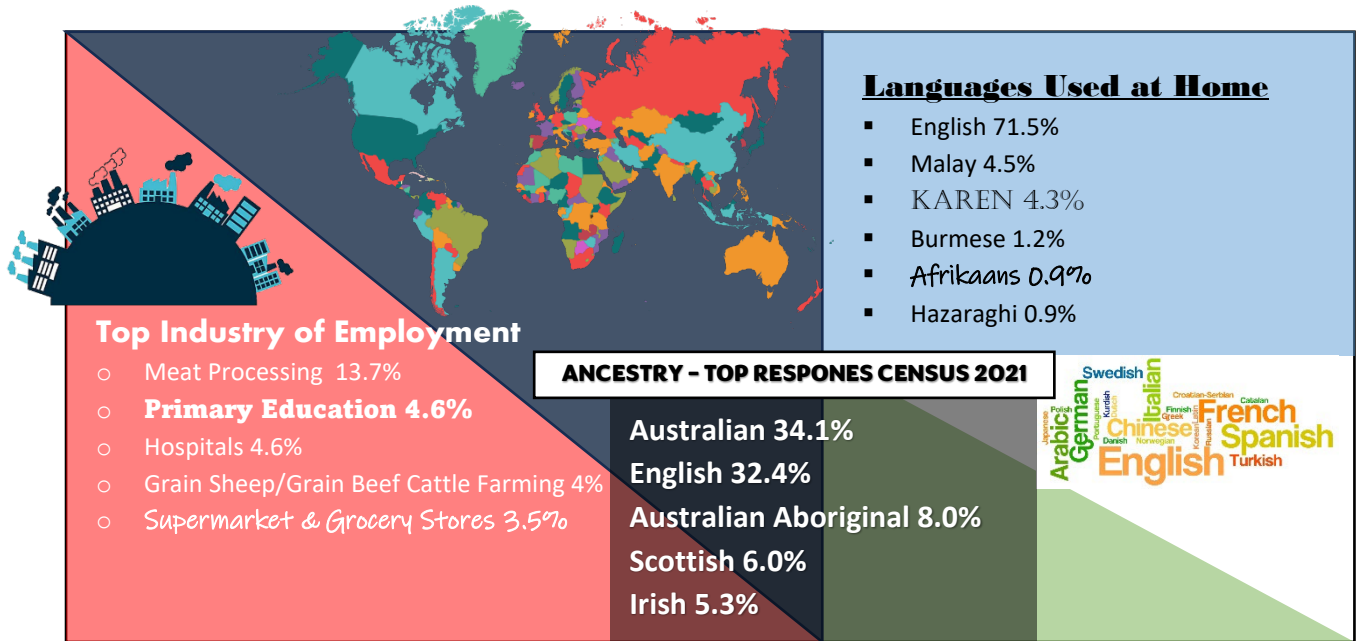 Languages Used at Home
English 71.5%
Malay 4.5%
KAREN 4.3%
Burmese 1.2%
Afrikaans 0.9%
Hazaraghi 0.9%
Top Industry of Employment
Meat Processing 13.7%
Primary Education 4.6%
Hospitals 4.6%
Grain Sheep/Grain Beef Cattle Farming 4%
Supermarket & Grocery Stores 3.5%
ANCESTRY – TOP RESPONES CENSUS 2021
Australian 34.1%
English 32.4%
Australian Aboriginal 8.0%
Scottish 6.0%
Irish 5.3%
Swedish
Italian
Croatian-Serbian
Catalan
Japanese
Polish
Arabic
German
Portuguese
Kurdish
Dutch
Finnish
Greek
French
Chinese
Korean
Latin
Russian
Spanish
Danish
Norwegian
English
Turkish